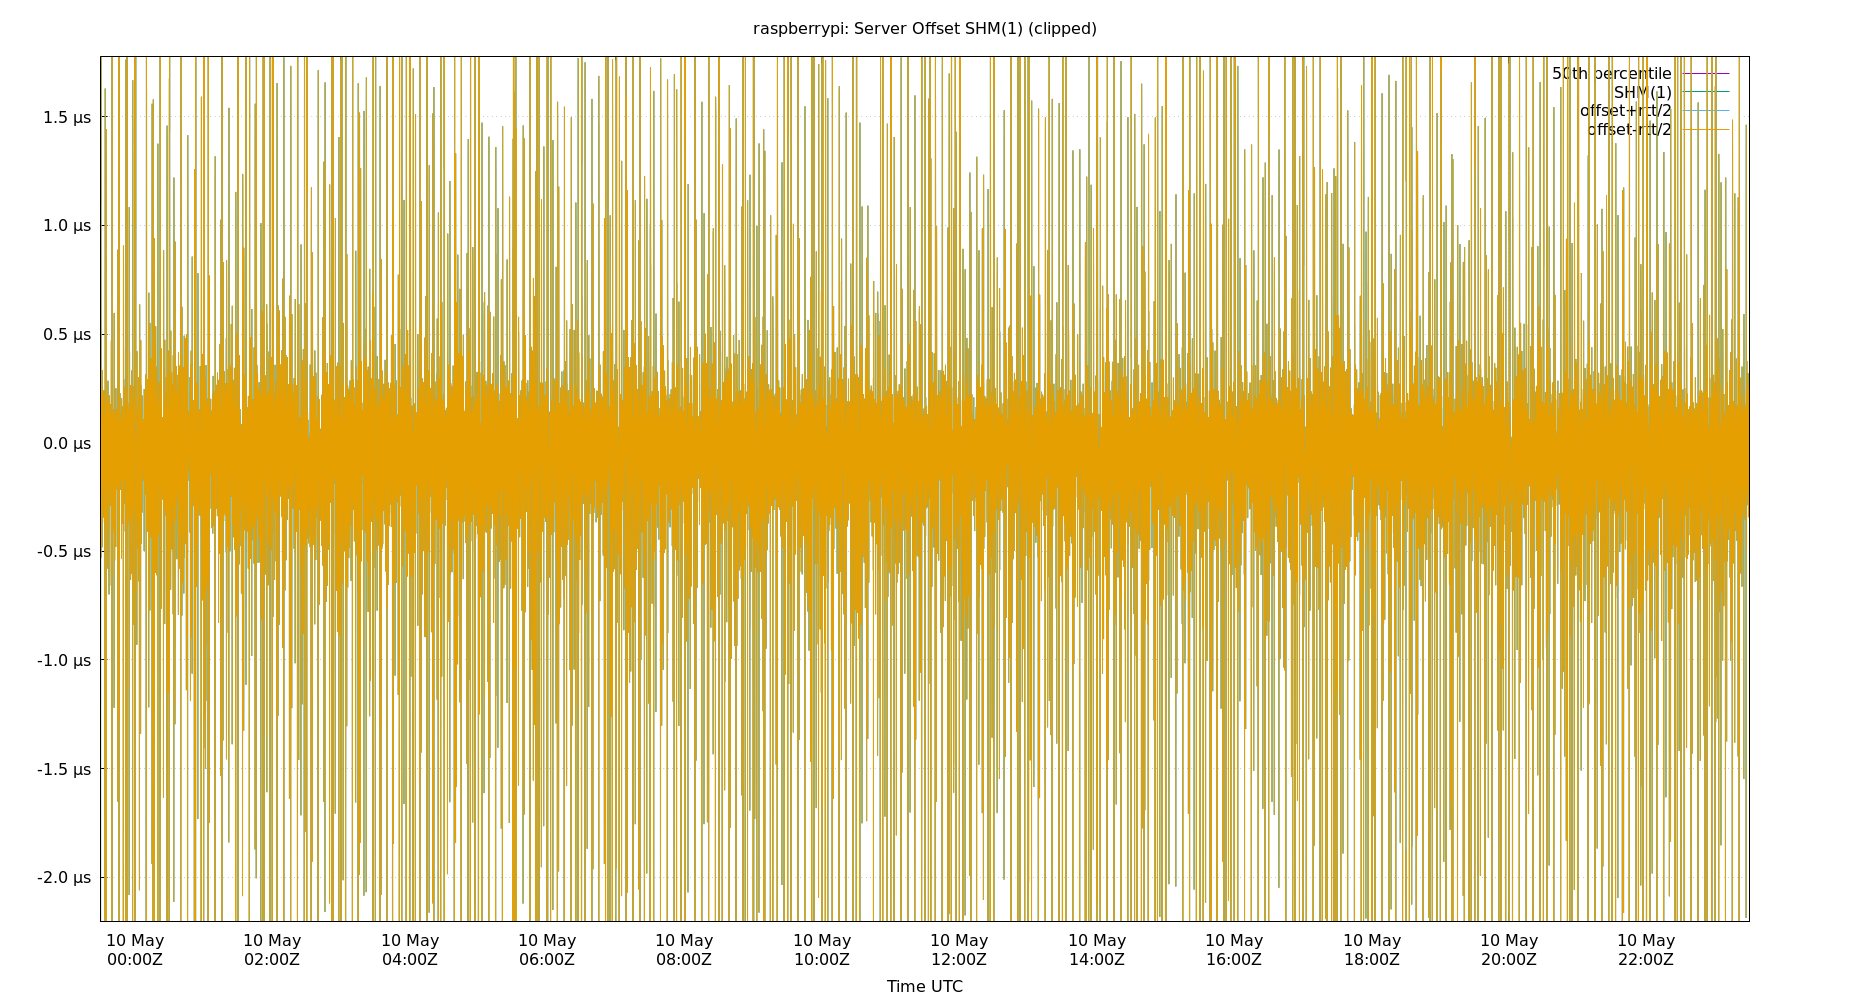 raspberrypi: Server Offset SHM(1) (clipped)
50th percentile
SHM(1)
offset+rtt/2
offset-rtt/2
1.5 µs
1.0 µs
0.5 µs
0.0 µs
-0.5 µs
-1.0 µs
-1.5 µs
-2.0 µs
10 May 10 May 10 May 10 May 10 May 10 May 10 May 10 May 10 May 10 May 10 May 10 May
00:00Z 02:00Z 04:00Z 06:00Z 08:00Z 10:00Z 12:00Z 14:00Z 16:00Z 18:00Z 20:00Z 22:00Z
Time UTC